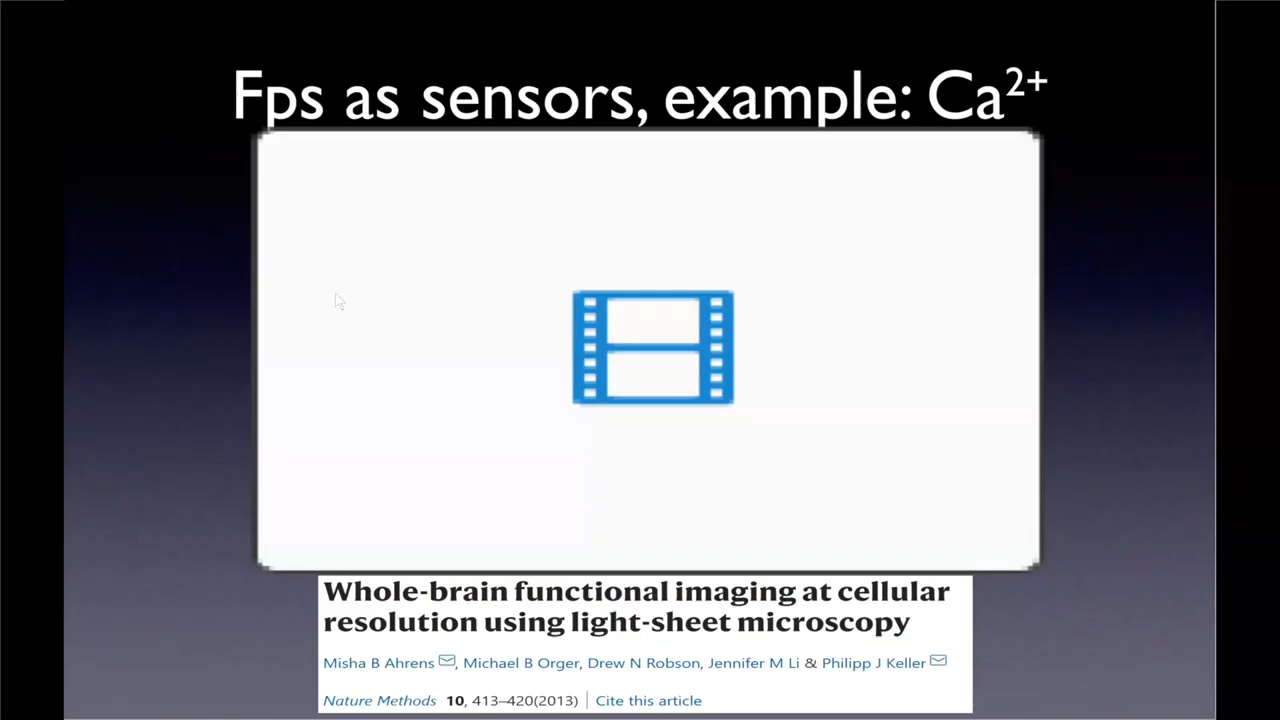 Fps as sensors, example: Ca²⁺
Whole-brain functional imaging at cellular
resolution using light-sheet microscopy
Misha B Ahrens, Michael B Orger, Drew N Robson, Jennifer M Li & Philipp J Keller
Nature Methods 10, 413–420(2013) | Cite this article